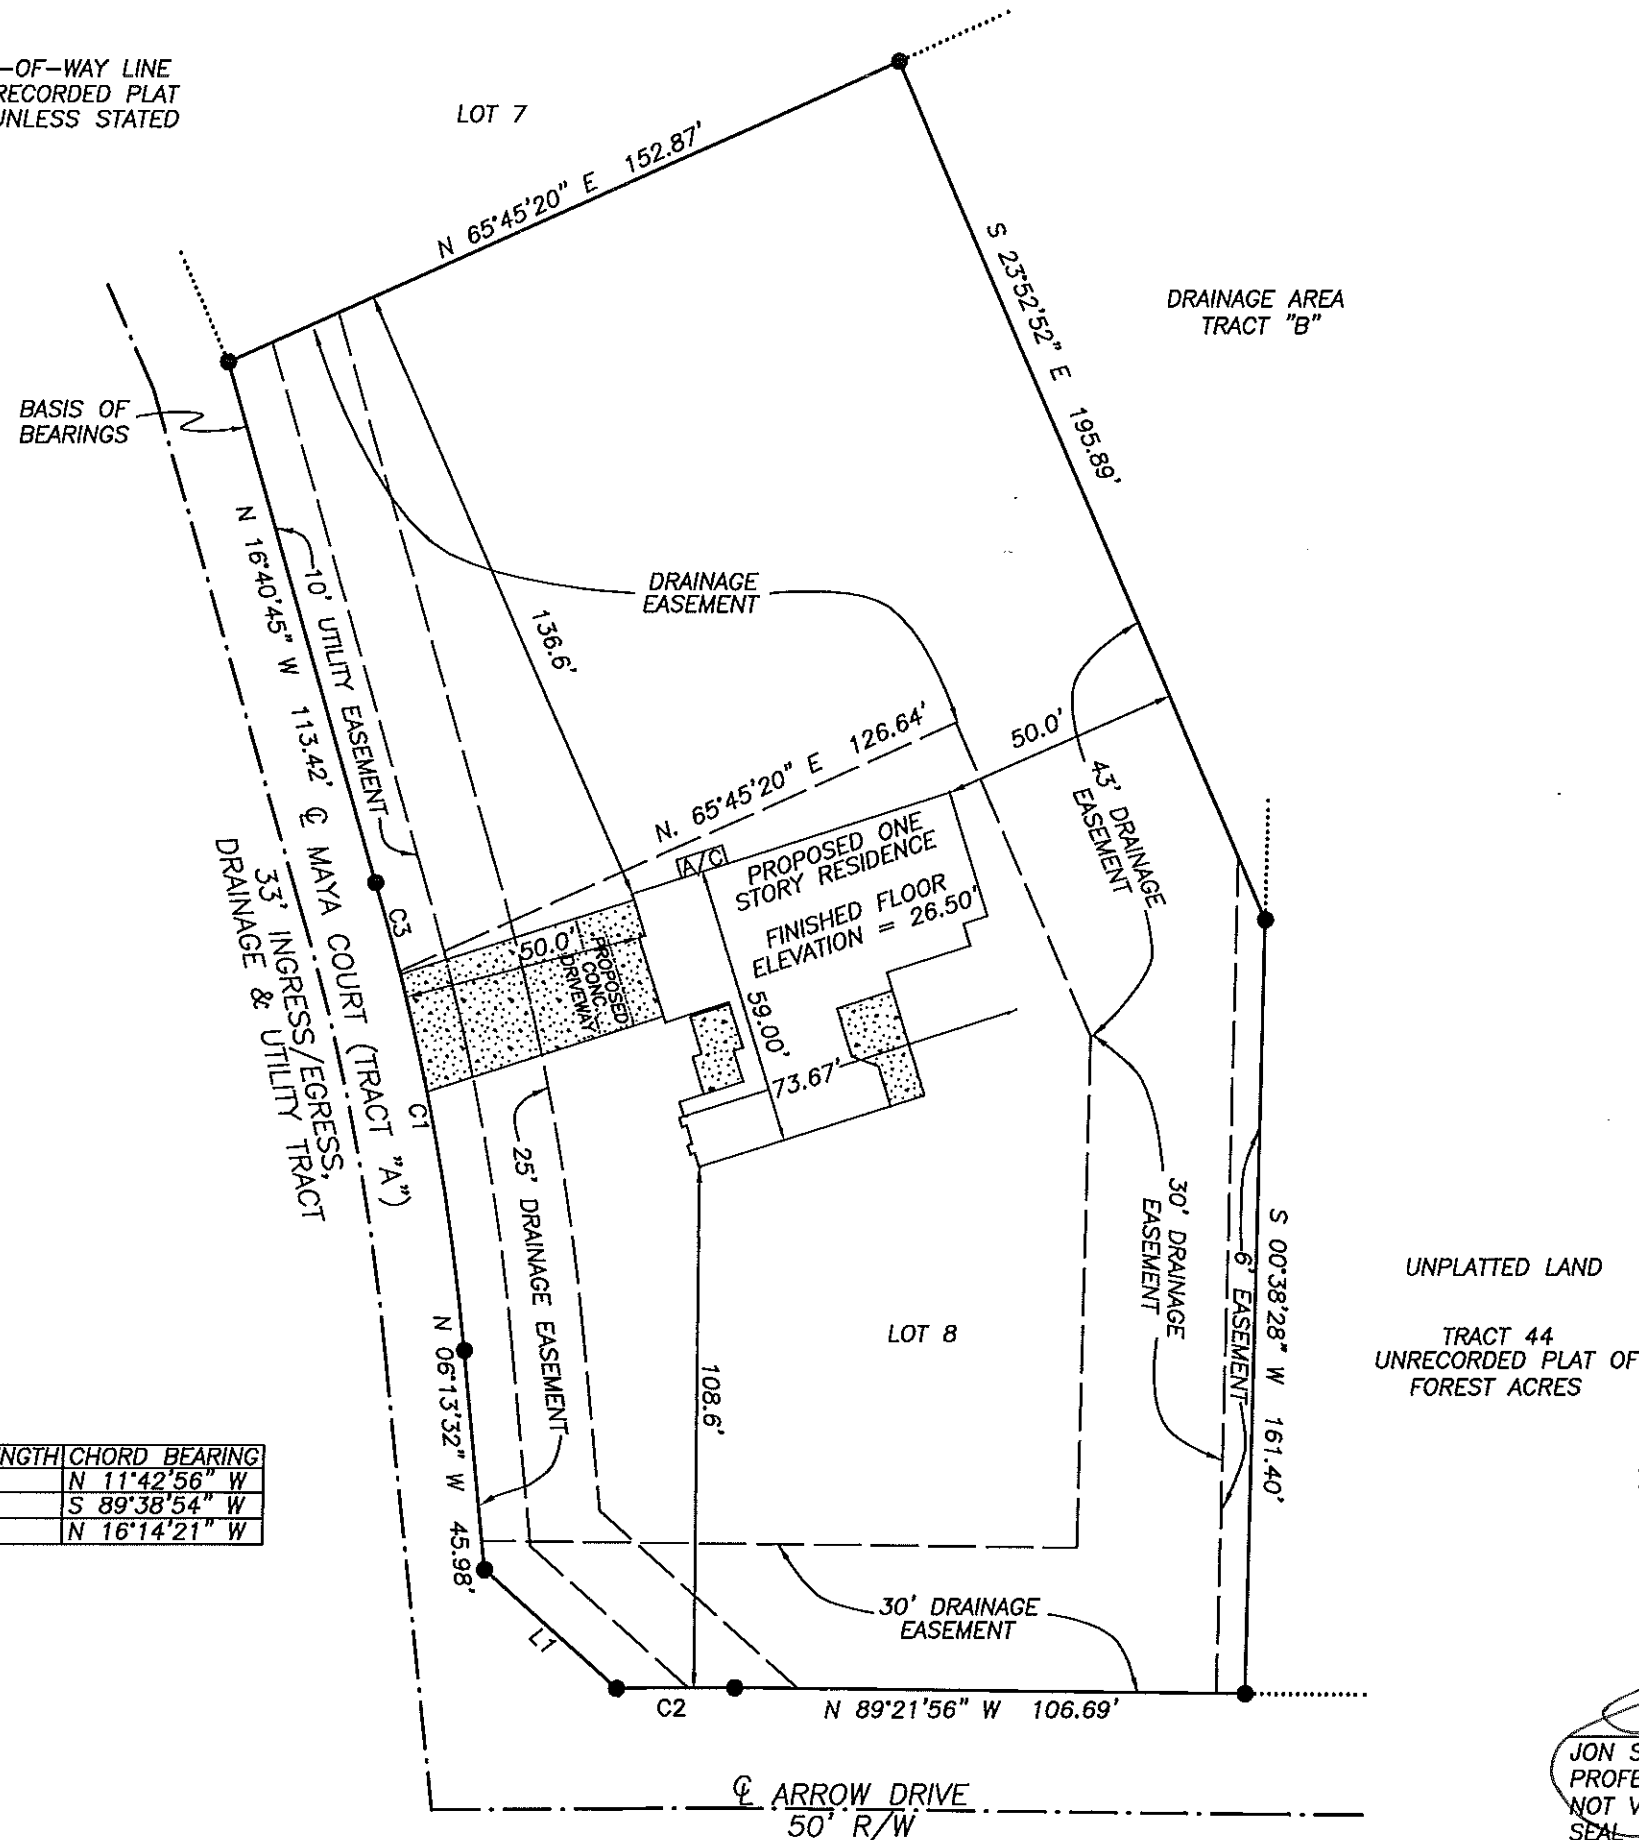 -OF-WAY LINE
RECORDED PLAT
UNLESS STATED
LOT 7
N 65°45'20" E 152.87'
S 23°52'52" E 195.89'
DRAINAGE AREA
TRACT "B"
BASIS OF
BEARINGS
N 16°40'45" W 113.42'
10' UTILITY EASEMENT
DRAINAGE
EASEMENT
136.6'
N. 65°45'20" E 126.64'
50.0'
43' DRAINAGE
EASEMENT
A/C
PROPOSED ONE
STORY RESIDENCE
FINISHED FLOOR
ELEVATION = 26.50'
C3
50.0'
PROPOSED
CONC.
DRIVEWAY
59.00'
73.67'
℄ MAYA COURT (TRACT "A")
33' INGRESS/EGRESS,
DRAINAGE & UTILITY TRACT
C1
25' DRAINAGE EASEMENT
30' DRAINAGE
EASEMENT
6' EASEMENT
S 00°38'28" W 161.40'
UNPLATTED LAND
TRACT 44
UNRECORDED PLAT OF
FOREST ACRES
LOT 8
108.6'
N 06°13'32" W 45.98'
NGTH CHORD BEARING
N 11°42'56" W
S 89°38'54" W
N 16°14'21" W
L1
30' DRAINAGE
EASEMENT
C2
N 89°21'56" W 106.69'
℄ ARROW DRIVE
50' R/W
JON S
PROFE
NOT V
SEAL